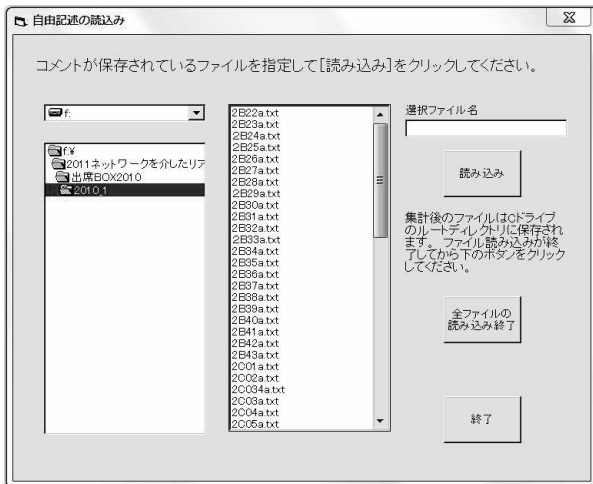 自由記述の読込み
コメントが保存されているファイルを指定して[読み込み]をクリックしてください。
f:
f:¥
2011ネットワークを介したリア
出席BOX2010
2010_1
2B22a.txt
2B23a.txt
2B24a.txt
2B25a.txt
2B26a.txt
2B27a.txt
2B28a.txt
2B29a.txt
2B30a.txt
2B31a.txt
2B32a.txt
2B33a.txt
2B34a.txt
2B35a.txt
2B36a.txt
2B37a.txt
2B38a.txt
2B39a.txt
2B40a.txt
2B41a.txt
2B42a.txt
2B43a.txt
2C01a.txt
2C02a.txt
2C034a.txt
2C03a.txt
2C04a.txt
2C05a.txt
選択ファイル名
読み込み
集計後のファイルはCドライブ
のルートディレクトリに保存され
ます。 ファイル読み込みが終
了してから下のボタンをクリック
してください。
全ファイルの
読み込み終了
終了